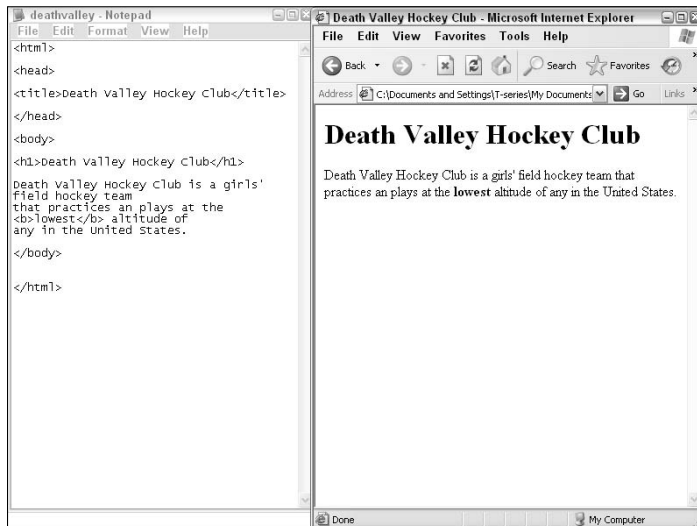 deathvalley - Notepad
File Edit Format View Help
<html>
<head>
<title>Death Valley Hockey Club</title>
</head>
<body>
<h1>Death Valley Hockey Club</h1>
Death Valley Hockey Club is a girls'
field hockey team
that practices an plays at the
<b>lowest</b> altitude of
any in the United States.
</body>
</html>
Death Valley Hockey Club - Microsoft Internet Explorer
File Edit View Favorites Tools Help
Back Search Favorites
Address C:\Documents and Settings\T-series\My Documents Go Links
Death Valley Hockey Club
Death Valley Hockey Club is a girls' field hockey team that
practices an plays at the lowest altitude of any in the United States.
Done My Computer